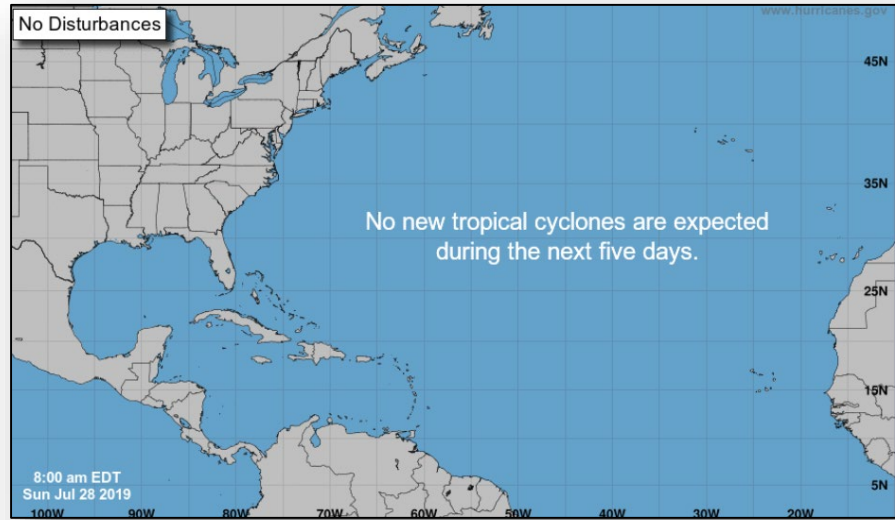 No Disturbances
www.hurricanes.gov
45N
35N
No new tropical cyclones are expected
during the next five days.
25N
15N
8:00 am EDT
Sun Jul 28 2019
5N
100W 90W 80W 70W 60W 50W 40W 30W 20W